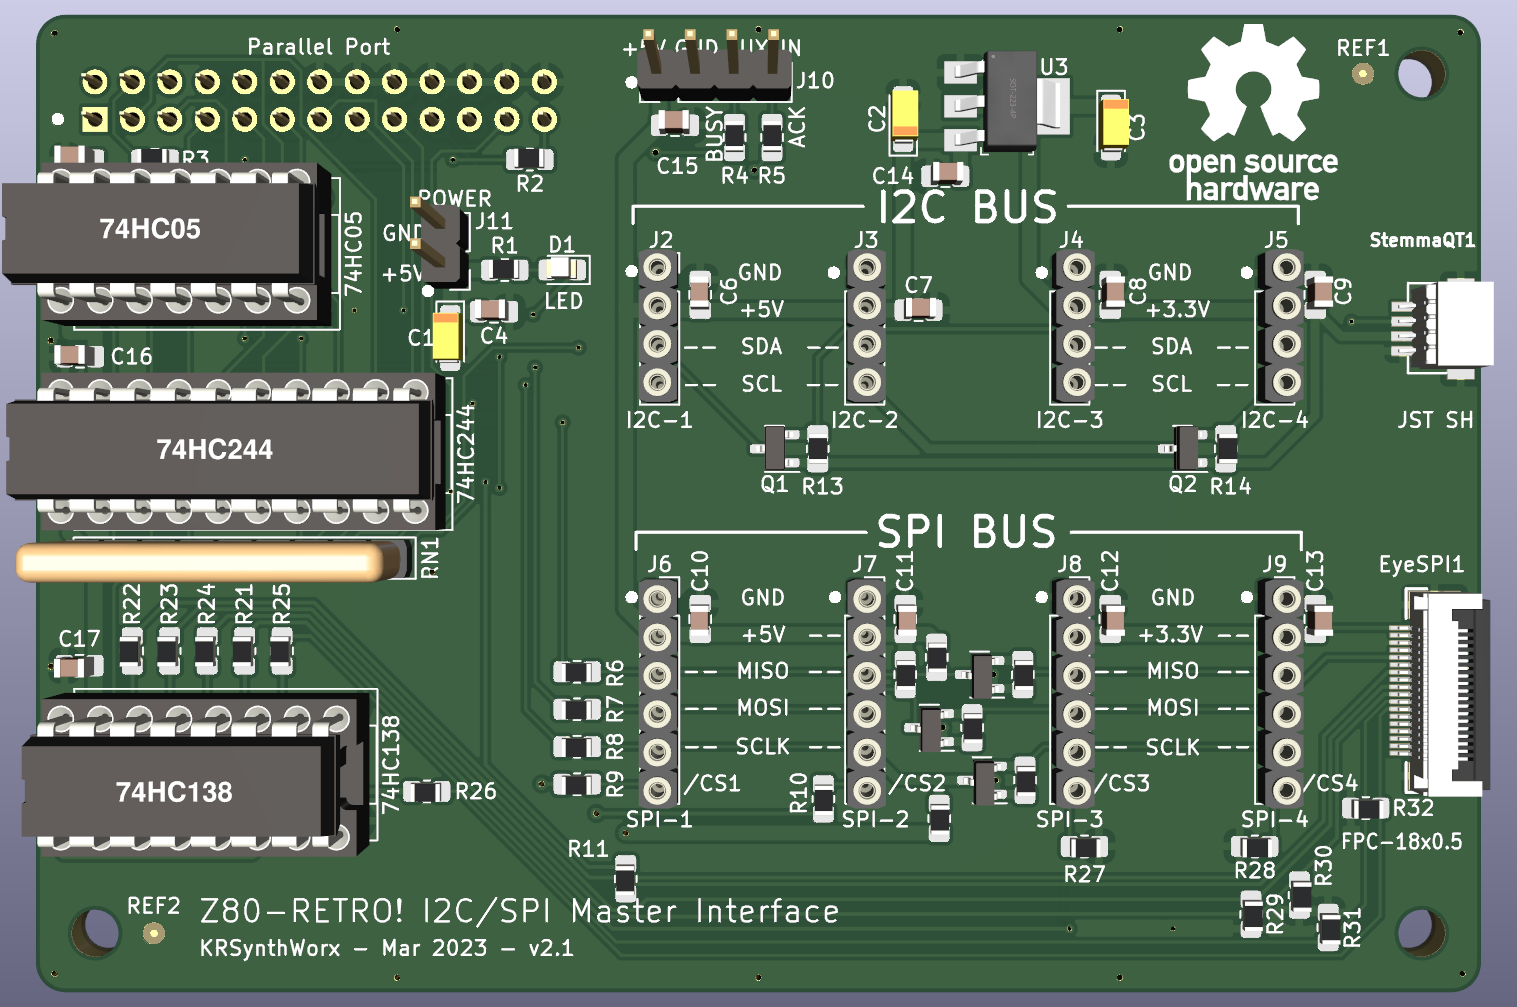 Parallel Port
GND
J10
BUSY
ACK
C15
R4
R5
U3
SOT-223-4P
C2
C3
C14
REF1
open source
hardware
R3
R2
74HC05
74HC05
POWER
J11
GND
+5V
R1
D1
LED
C1
C4
C16
I2C BUS
J2
J3
J4
J5
StemmaQT1
GND
GND
C6
C7
C8
C9
+5V
+3.3V
-- SDA --
-- SDA --
-- SCL --
-- SCL --
I2C-1
I2C-2
I2C-3
I2C-4
JST SH
Q1
R13
Q2
R14
74HC244
74HC244
RN1
R22
R23
R24
R21
R25
C17
SPI BUS
J6
J7
J8
J9
EyeSPI1
C10
C11
C12
C13
GND
GND
+5V --
+3.3V --
-- MISO --
-- MISO --
-- MOSI --
-- MOSI --
-- SCLK --
-- SCLK --
/CS1
/CS2
/CS3
/CS4
R6
R7
R8
R9
R10
SPI-1
SPI-2
SPI-3
SPI-4
74HC138
74HC138
R26
R32
FPC-18x0.5
R11
R27
R28
R30
R29
R31
REF2
Z80-RETRO! I2C/SPI Master Interface
KRSynthWorx - Mar 2023 - v2.1